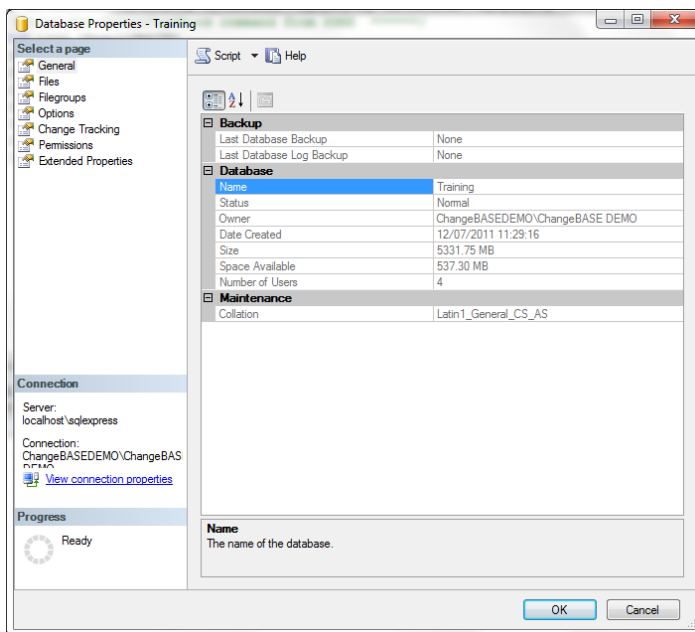 Database Properties - Training
Select a page
General
Files
Filegroups
Options
Change Tracking
Permissions
Extended Properties
Script Help
Backup
Last Database Backup None
Last Database Log Backup None
Database
Name Training
Status Normal
Owner ChangeBASEDEMO\ChangeBASE DEMO
Date Created 12/07/2011 11:29:16
Size 5331.75 MB
Space Available 537.30 MB
Number of Users 4
Maintenance
Collation Latin1_General_CS_AS
Connection
Server:
localhost\sqlexpress
Connection:
ChangeBASEDEMO\ChangeBAS
DEMO
View connection properties
Progress
Ready
Name
The name of the database.
OK Cancel